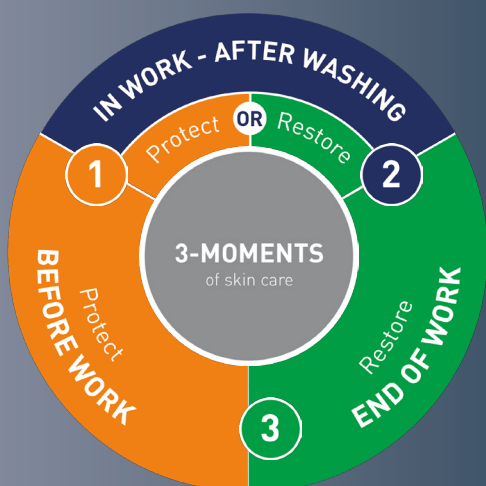 IN WORK - AFTER WASHING
Protect
OR
Restore
1
2
3-MOMENTS
of skin care
BEFORE WORK
Protect
Restore
END OF WORK
3